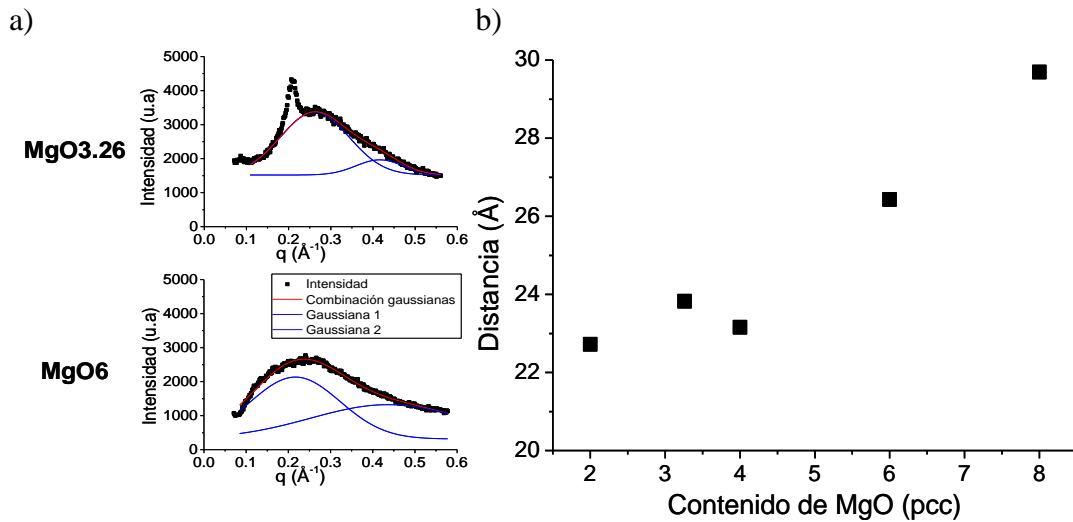 a)
MgO3.26
Intensidad (u.a)
5000
4000
3000
2000
1000
0
0.0 0.1 0.2 0.3 0.4 0.5 0.6
q (Å⁻¹)
MgO6
Intensidad (u.a)
5000
4000
3000
2000
1000
0
Intensidad
Combinación gaussianas
Gaussiana 1
Gaussiana 2
0.0 0.1 0.2 0.3 0.4 0.5 0.6
q (Å⁻¹)
b)
Distancia (Å)
30
28
26
24
22
20
2 3 4 5 6 7 8
Contenido de MgO (pcc)